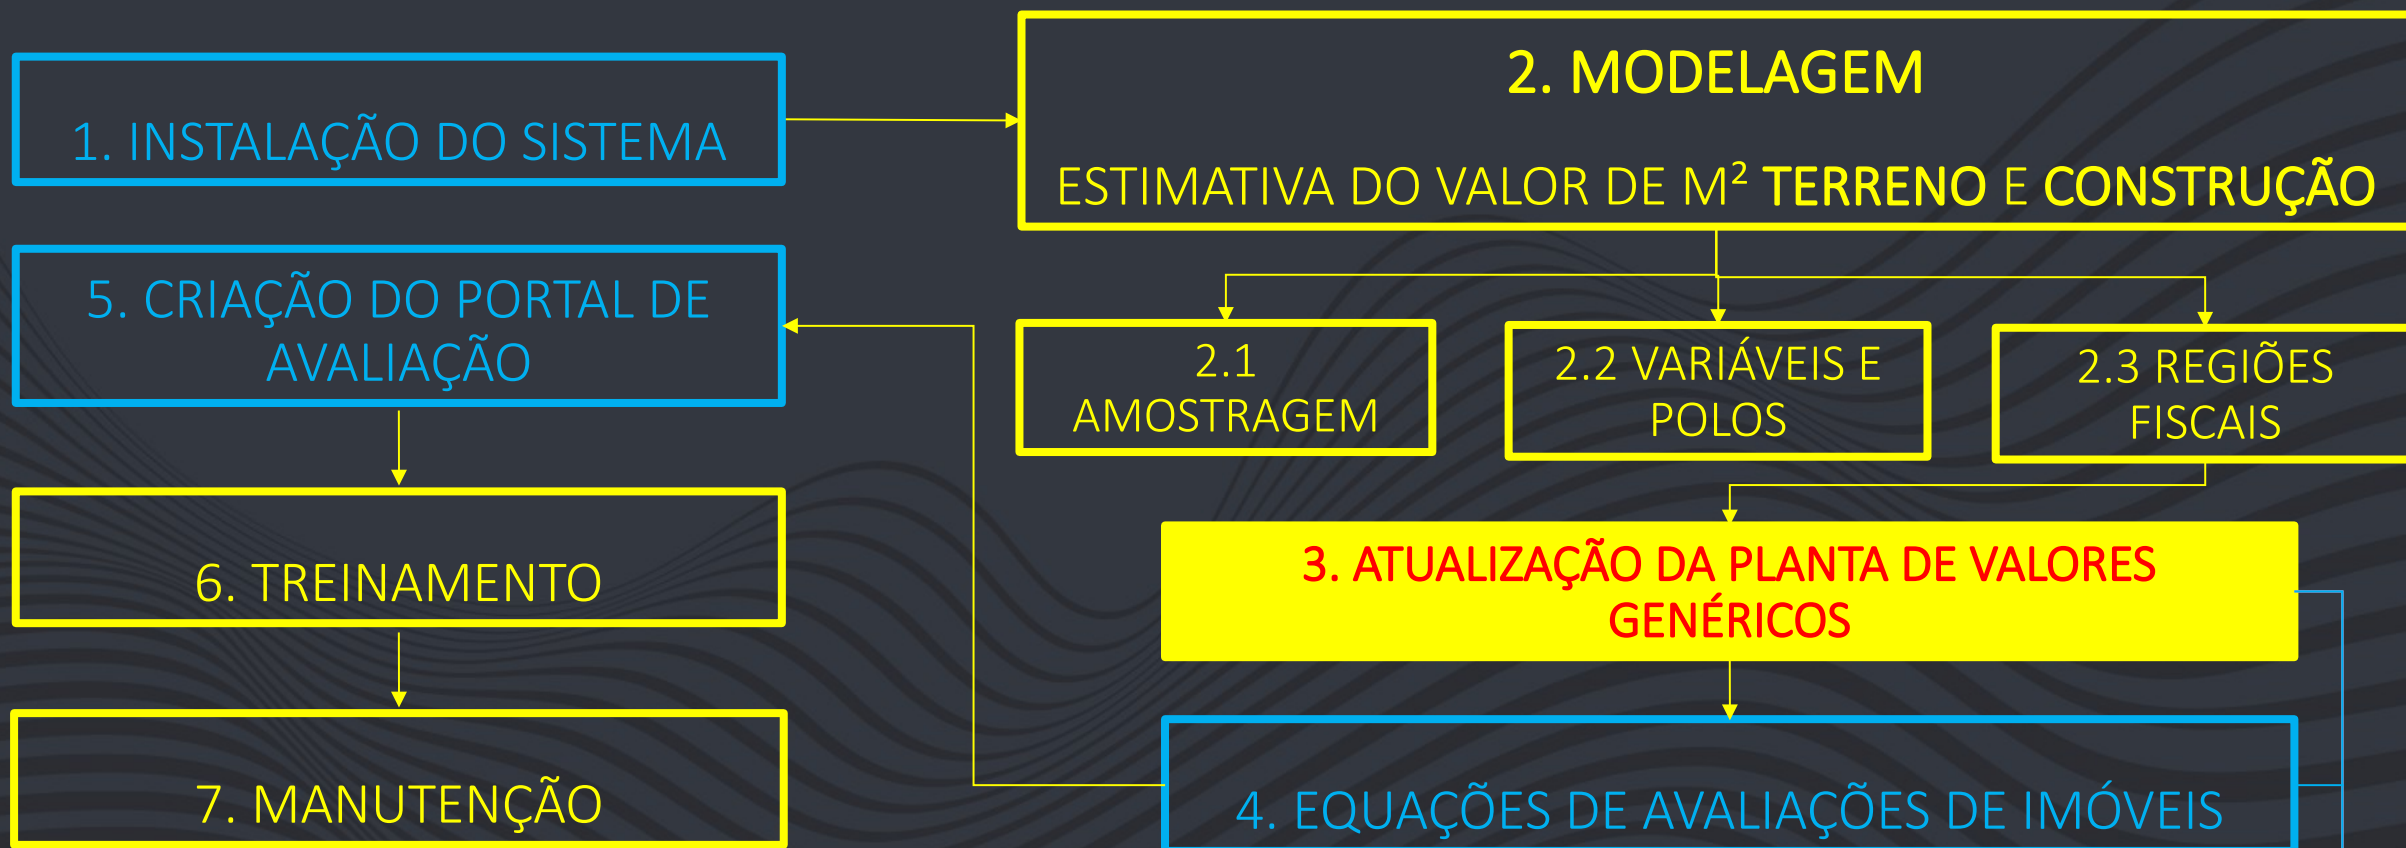 1. INSTALAÇÃO DO SISTEMA
2. MODELAGEM
ESTIMATIVA DO VALOR DE M² TERRENO E CONSTRUÇÃO
2.1
AMOSTRAGEM
2.2 VARIÁVEIS E
POLOS
2.3 REGIÕES
FISCAIS
3. ATUALIZAÇÃO DA PLANTA DE VALORES
GENÉRICOS
4. EQUAÇÕES DE AVALIAÇÕES DE IMÓVEIS
5. CRIAÇÃO DO PORTAL DE
AVALIAÇÃO
6. TREINAMENTO
7. MANUTENÇÃO